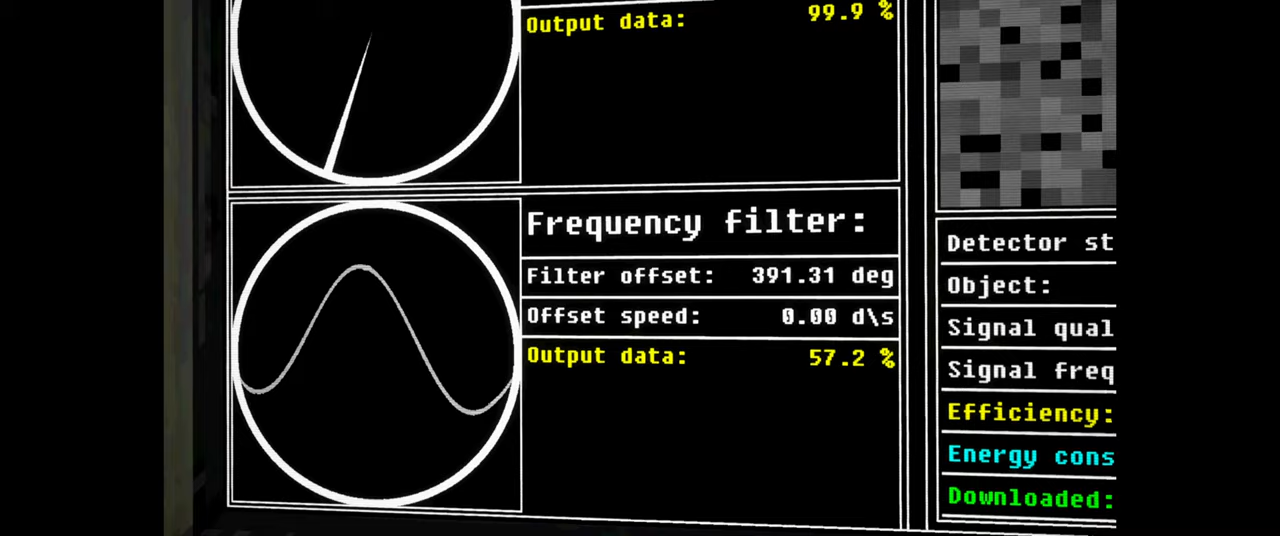 Output data: 99.9 %
Frequency filter:
Filter offset: 391.31 deg
Offset speed: 0.00 d\s
Output data: 57.2 %
Detector st
Object:
Signal qual
Signal freq
Efficiency:
Energy cons
Downloaded: